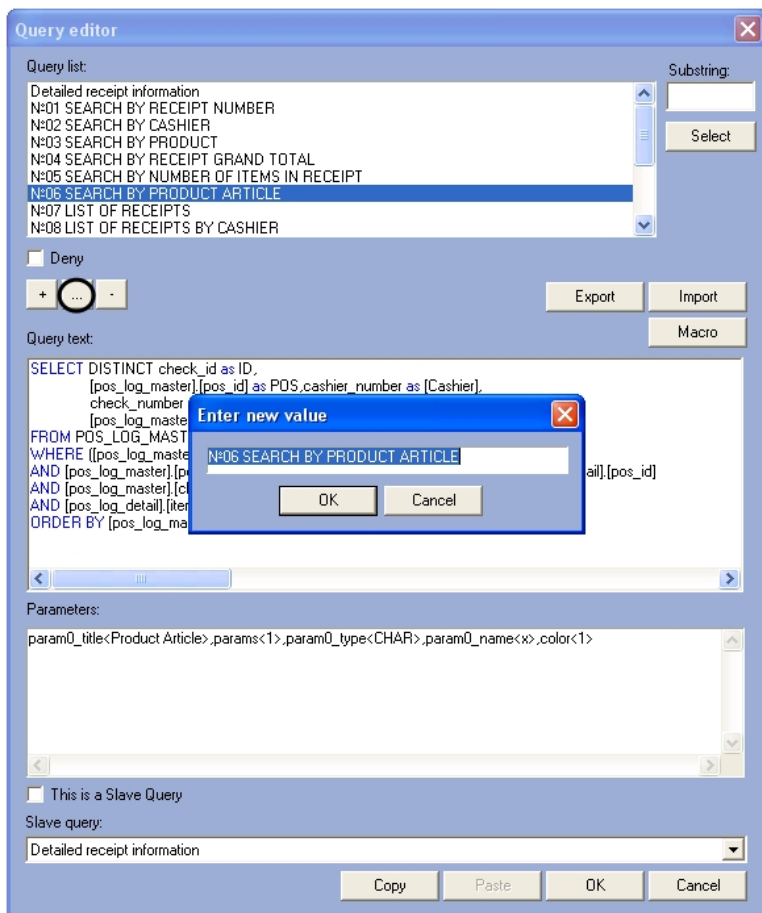 Query editor
Query list:
Substring:
Detailed receipt information
Nº01 SEARCH BY RECEIPT NUMBER
Nº02 SEARCH BY CASHIER
Nº03 SEARCH BY PRODUCT
Nº04 SEARCH BY RECEIPT GRAND TOTAL
Nº05 SEARCH BY NUMBER OF ITEMS IN RECEIPT
Nº06 SEARCH BY PRODUCT ARTICLE
Nº07 LIST OF RECEIPTS
Nº08 LIST OF RECEIPTS BY CASHIER
Select
Deny
+ ... -
Export Import
Macro
Query text:
SELECT DISTINCT check_id as ID,
[pos_log_master].[pos_id] as POS,cashier_number as [Cashier],
check_number
[pos_maste
FROM POS_LOG_MAST
WHERE ([pos_log_maste
AND [pos_log_master].[po ail].[pos_id]
AND [pos_log_master].[cl
AND [pos_log_detail].[iter
ORDER BY [pos_log_ma
Enter new value
Nº06 SEARCH BY PRODUCT ARTICLE
OK Cancel
Parameters:
param0_title<Product Article>,params<1>,param0_type<CHAR>,param0_name<x>,color<1>
This is a Slave Query
Slave query:
Detailed receipt information
Copy Paste OK Cancel